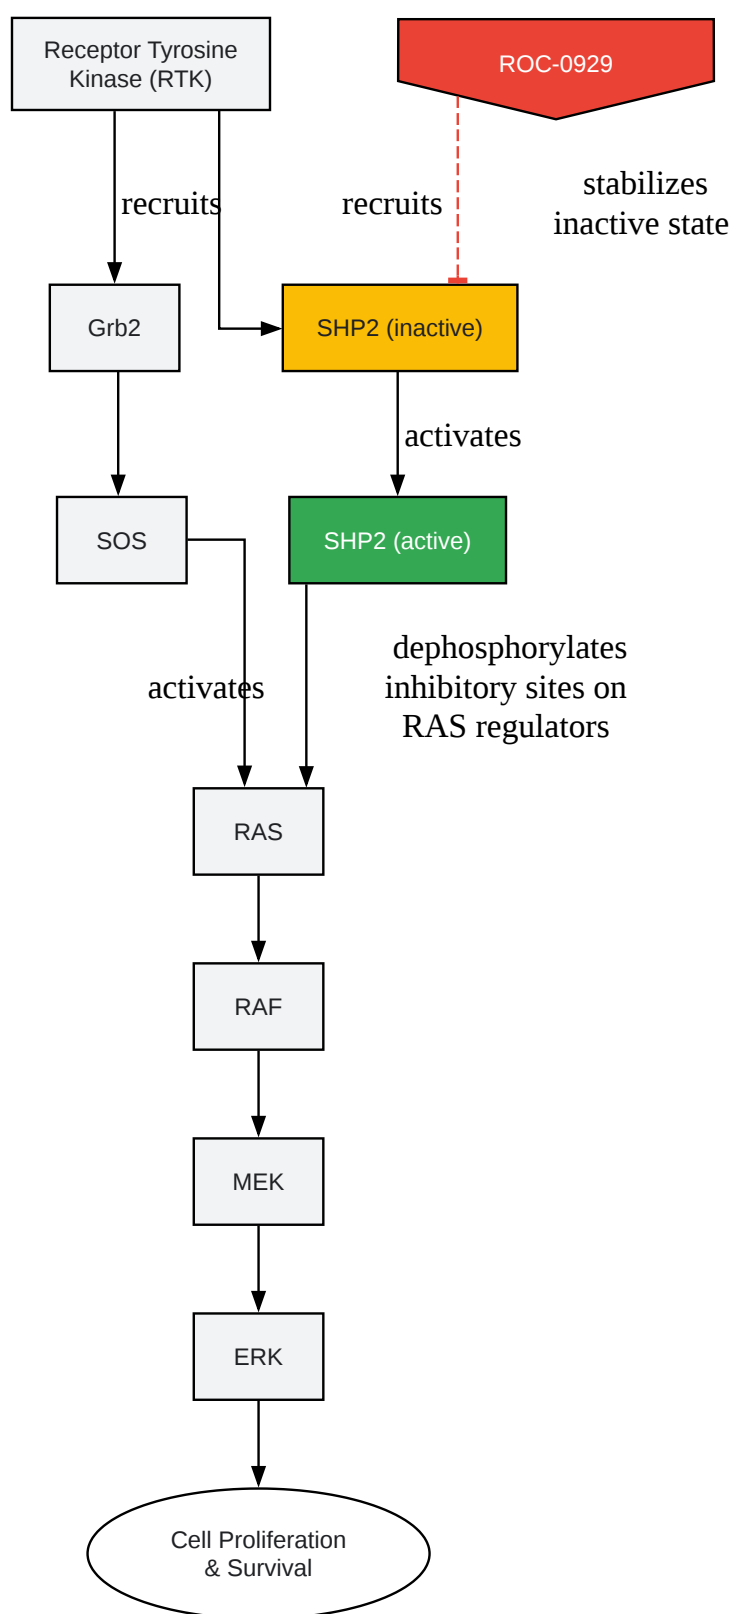 Receptor Tyrosine
Kinase (RTK)
ROC-0929
recruits
recruits
stabilizes
inactive state
Grb2
SHP2 (inactive)
activates
SOS
SHP2 (active)
activates
dephosphorylates
inhibitory sites on
RAS regulators
RAS
RAF
MEK
ERK
Cell Proliferation
& Survival